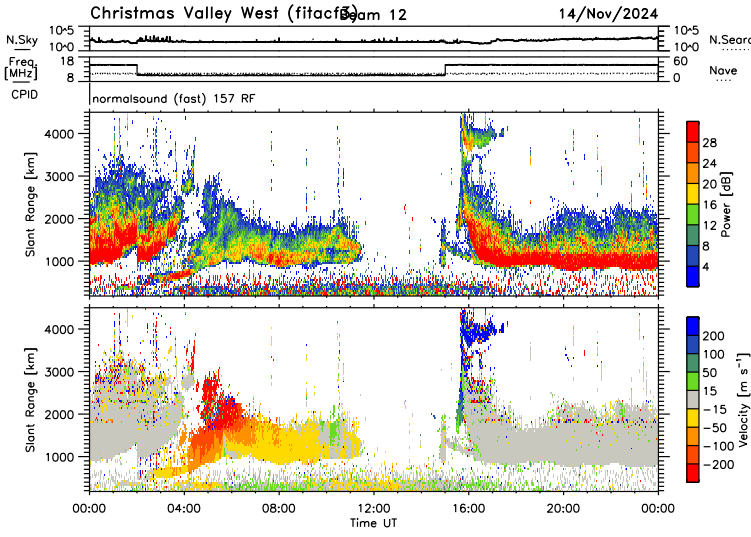 Christmas Valley West (fitacf3)
Beam 12
14/Nov/2024
N.Sky
10^5
10^0
10^5
10^0
N.Searc
Freq.
[MHz]
18
8
60
0
Nave
CPID
normalsound (fast) 157 RF
Slant Range [km]
4000
3000
2000
1000
28
24
20
16
12
8
4
Power [dB]
Slant Range [km]
4000
3000
2000
1000
200
100
50
15
-15
-50
-100
-200
Velocity [m s⁻¹]
00:00 04:00 08:00 12:00 16:00 20:00 00:00
Time UT